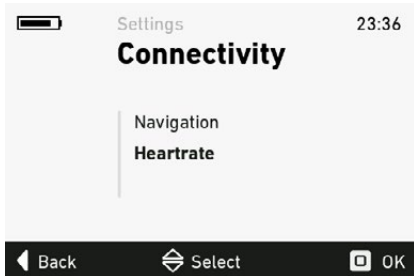 Settings 23:36
Connectivity
Navigation
Heartrate
Back Select OK